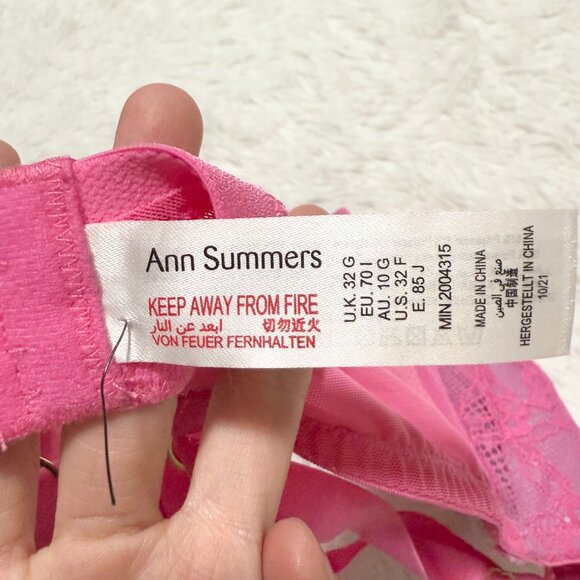 Ann Summers
KEEP AWAY FROM FIRE
ابعد عن النار 切勿近火
VON FEUER FERNHALTEN
U.K. 32 G
EU. 70 I
AU. 10 G
U.S. 32 F
E. 85 J
MIN 2004315
MADE IN CHINA
صنع في الصين
中国制造
HERGESTELLT IN CHINA
10/21